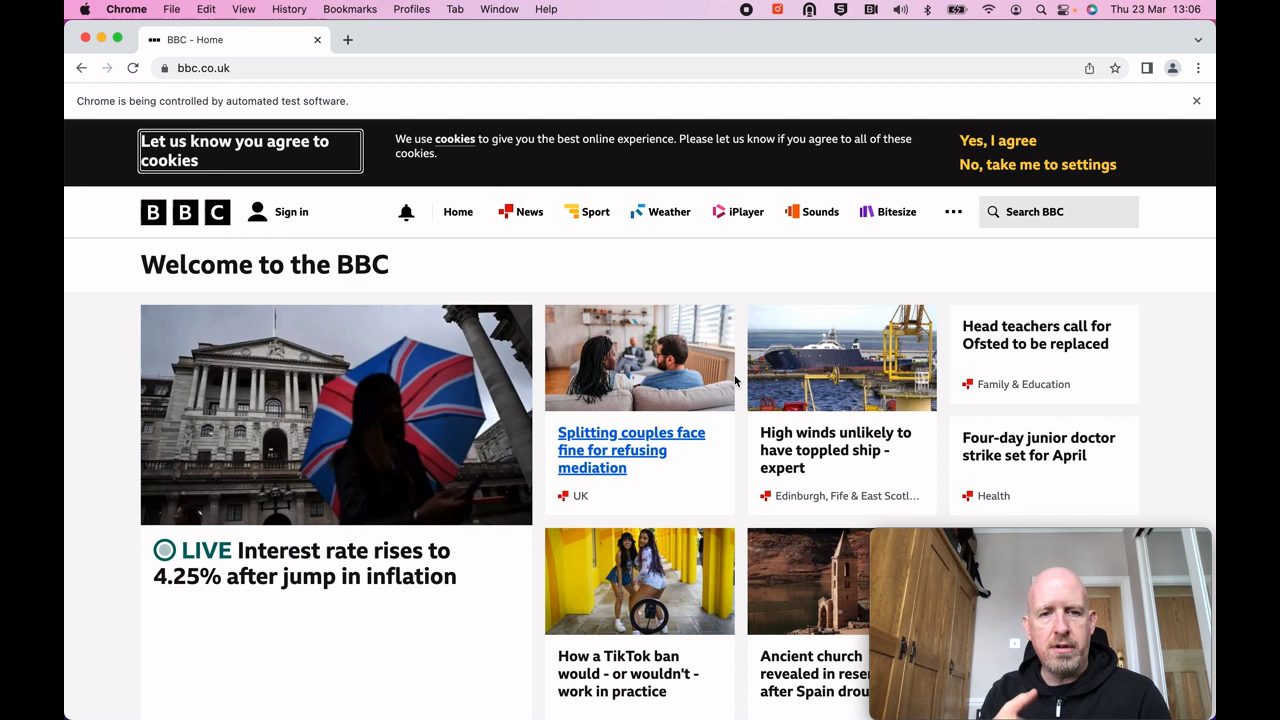 Chrome File Edit View History Bookmarks Profiles Tab Window Help Thu 23 Mar 13:06
BBC - Home
bbc.co.uk
Chrome is being controlled by automated test software.
Let us know you agree to
cookies
We use cookies to give you the best online experience. Please let us know if you agree to all of these
cookies.
Yes, I agree
No, take me to settings
BBC Sign in Home News Sport Weather iPlayer Sounds Bitesize Search BBC
Welcome to the BBC
LIVE Interest rate rises to
4.25% after jump in inflation
Splitting couples face
fine for refusing
mediation
UK
High winds unlikely to
have toppled ship -
expert
Edinburgh, Fife & East Scotl...
Head teachers call for
Ofsted to be replaced
Family & Education
Four-day junior doctor
strike set for April
Health
How a TikTok ban
would - or wouldn't -
work in practice
Ancient church
revealed in rese
after Spain drou